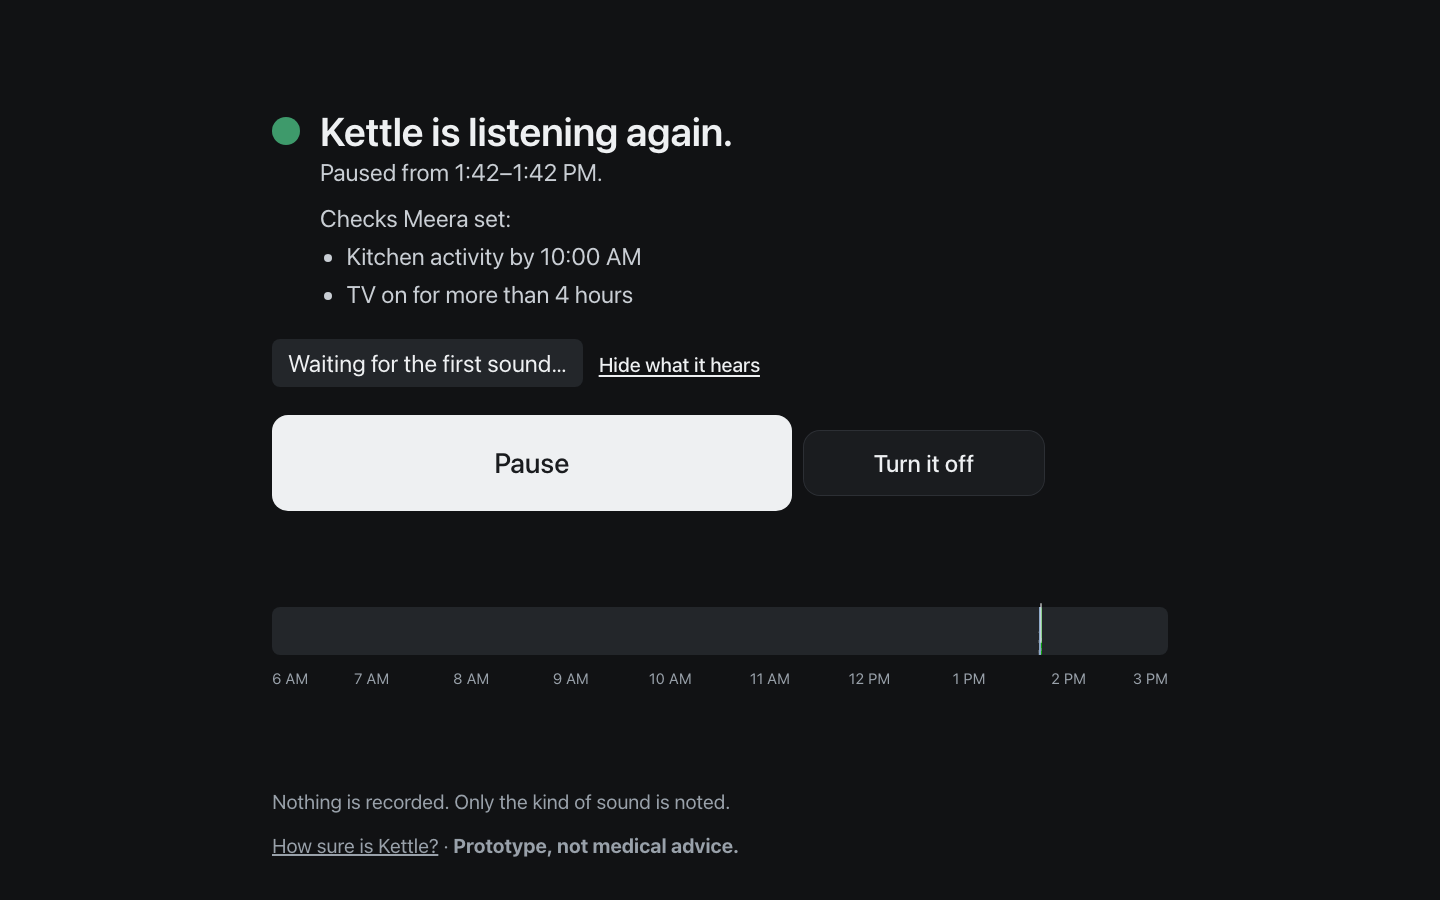 Kettle is listening again.
Paused from 1:42–1:42 PM.
Checks Meera set:
• Kitchen activity by 10:00 AM
• TV on for more than 4 hours
Waiting for the first sound... Hide what it hears
Pause Turn it off
6 AM 7 AM 8 AM 9 AM 10 AM 11 AM 12 PM 1 PM 2 PM 3 PM
Nothing is recorded. Only the kind of sound is noted.
How sure is Kettle? · Prototype, not medical advice.